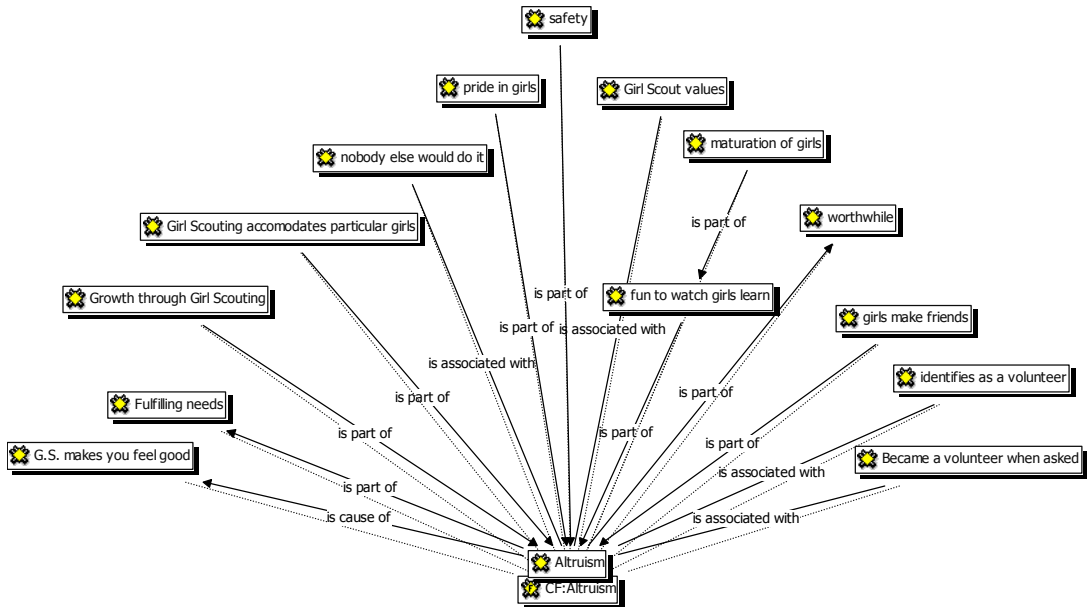 safety
pride in girls
Girl Scout values
maturation of girls
nobody else would do it
worthwhile
Girl Scouting accomodates particular girls
is part of
is part of
fun to watch girls learn
Growth through Girl Scouting
girls make friends
is part of
is associated with
is associated with
identifies as a volunteer
is part of
is part of
Fulfilling needs
is part of
is part of
is part of
G.S. makes you feel good
Became a volunteer when asked
is associated with
is part of
is cause of
is associated with
Altruism
CF:Altruism